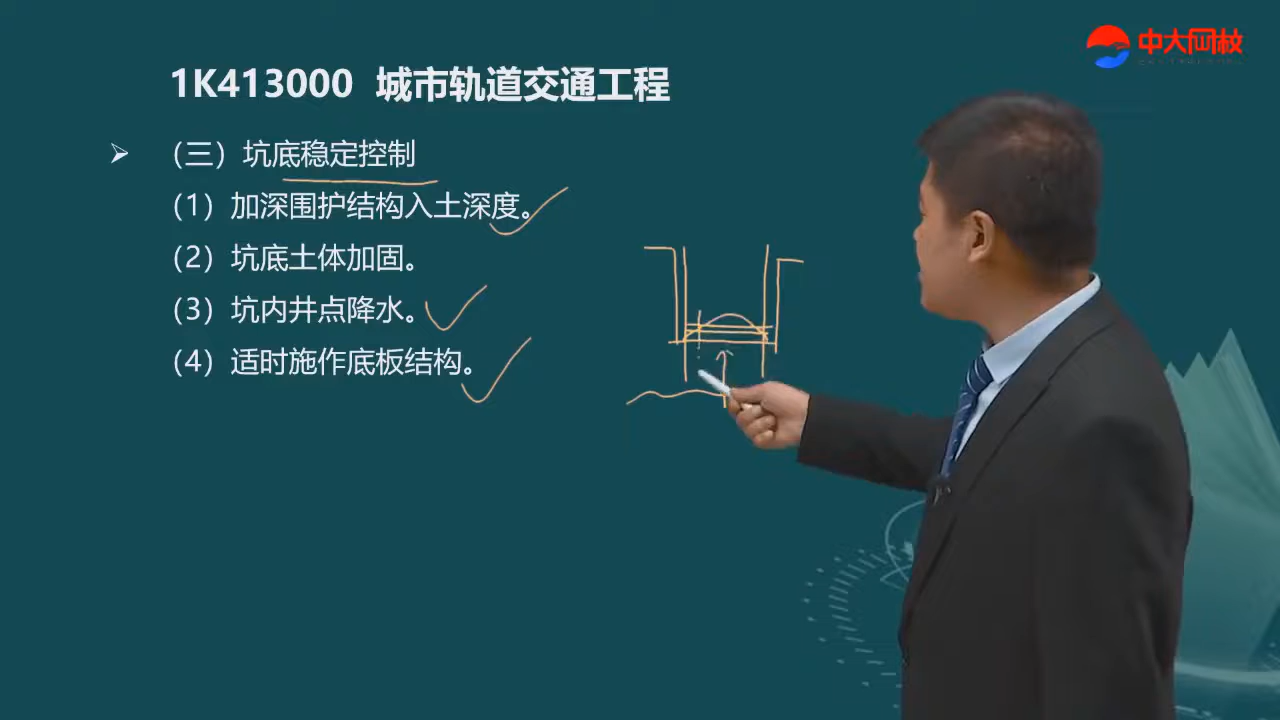 中大网校
1K413000 城市轨道交通工程
（三）坑底稳定控制
（1）加深围护结构入土深度。
（2）坑底土体加固。
（3）坑内井点降水。
（4）适时施作底板结构。